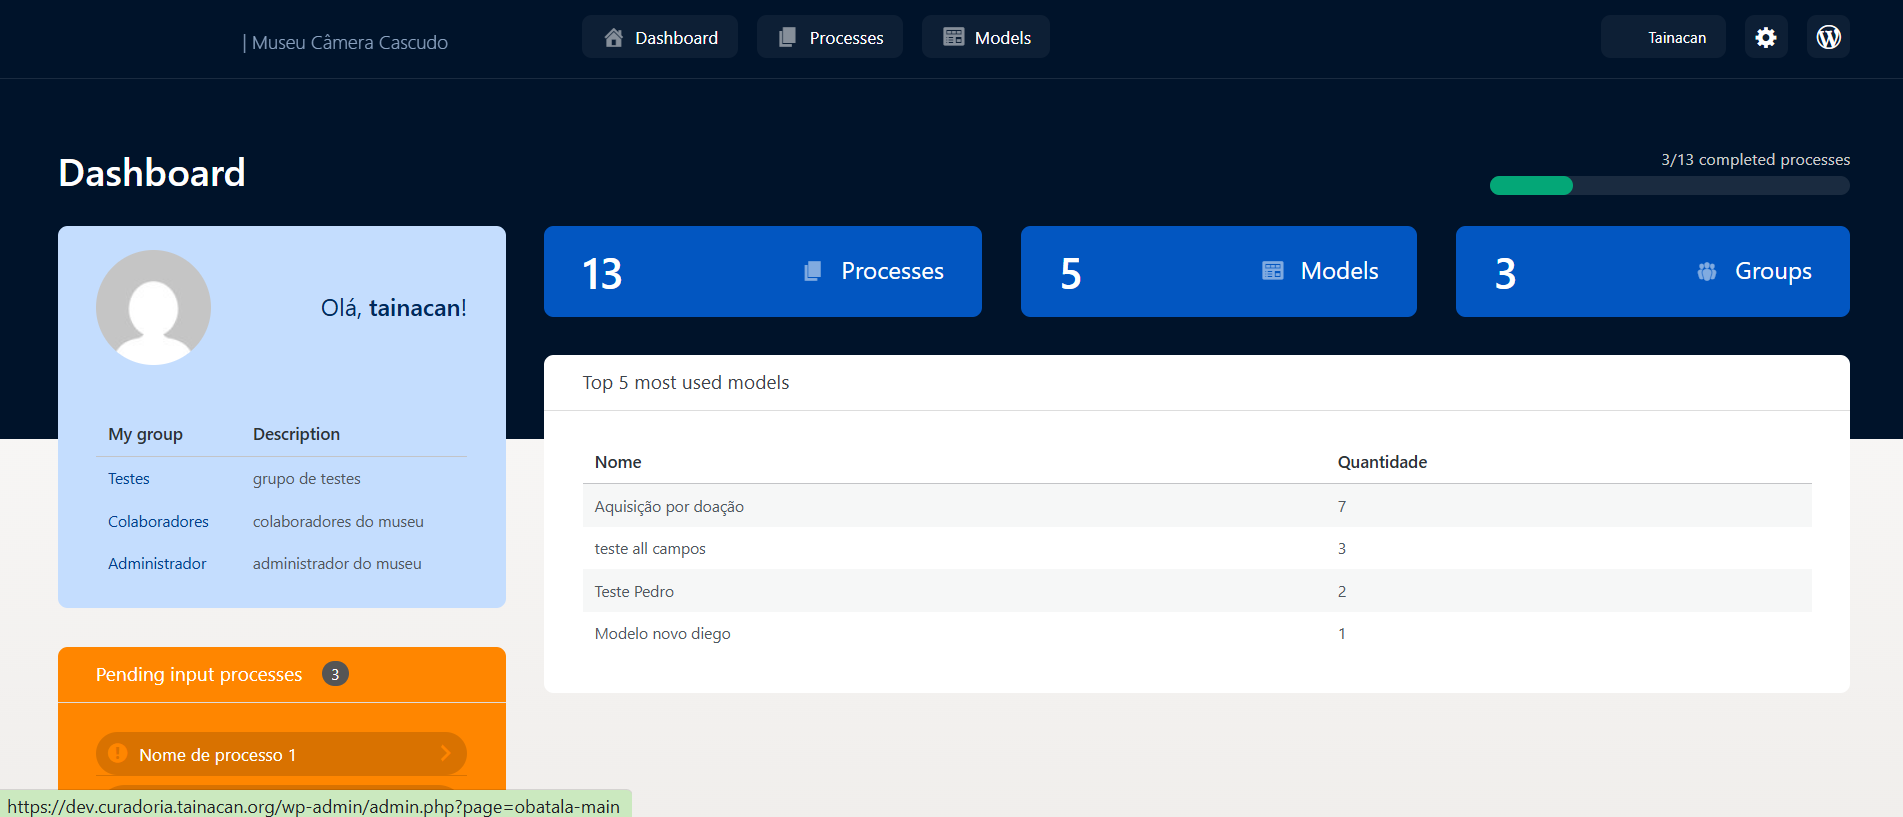 | Museu Câmera Cascudo
Dashboard
Processes
Models
Tainacan
Dashboard
3/13 completed processes
Olá, tainacan!
My group Description
Testes grupo de testes
Colaboradores colaboradores do museu
Administrador administrador do museu
13 Processes
5 Models
3 Groups
Top 5 most used models
Nome Quantidade
Aquisição por doação 7
teste all campos 3
Teste Pedro 2
Modelo novo diego 1
Pending input processes 3
Nome de processo 1
https://dev.curadoria.tainacan.org/wp-admin/admin.php?page=obatala-main